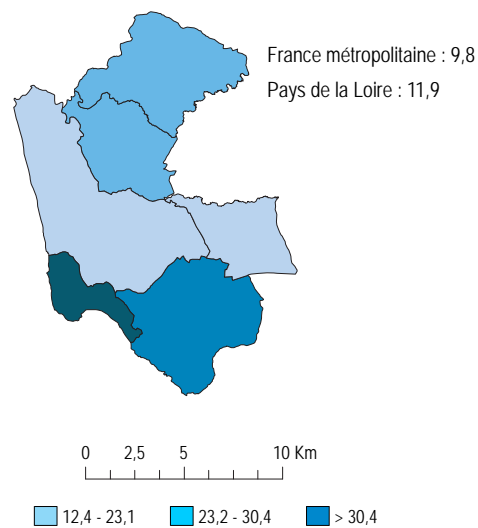 France métropolitaine : 9,8
Pays de la Loire : 11,9
0 2,5 5 10 Km
12,4 - 23,1 23,2 - 30,4 > 30,4